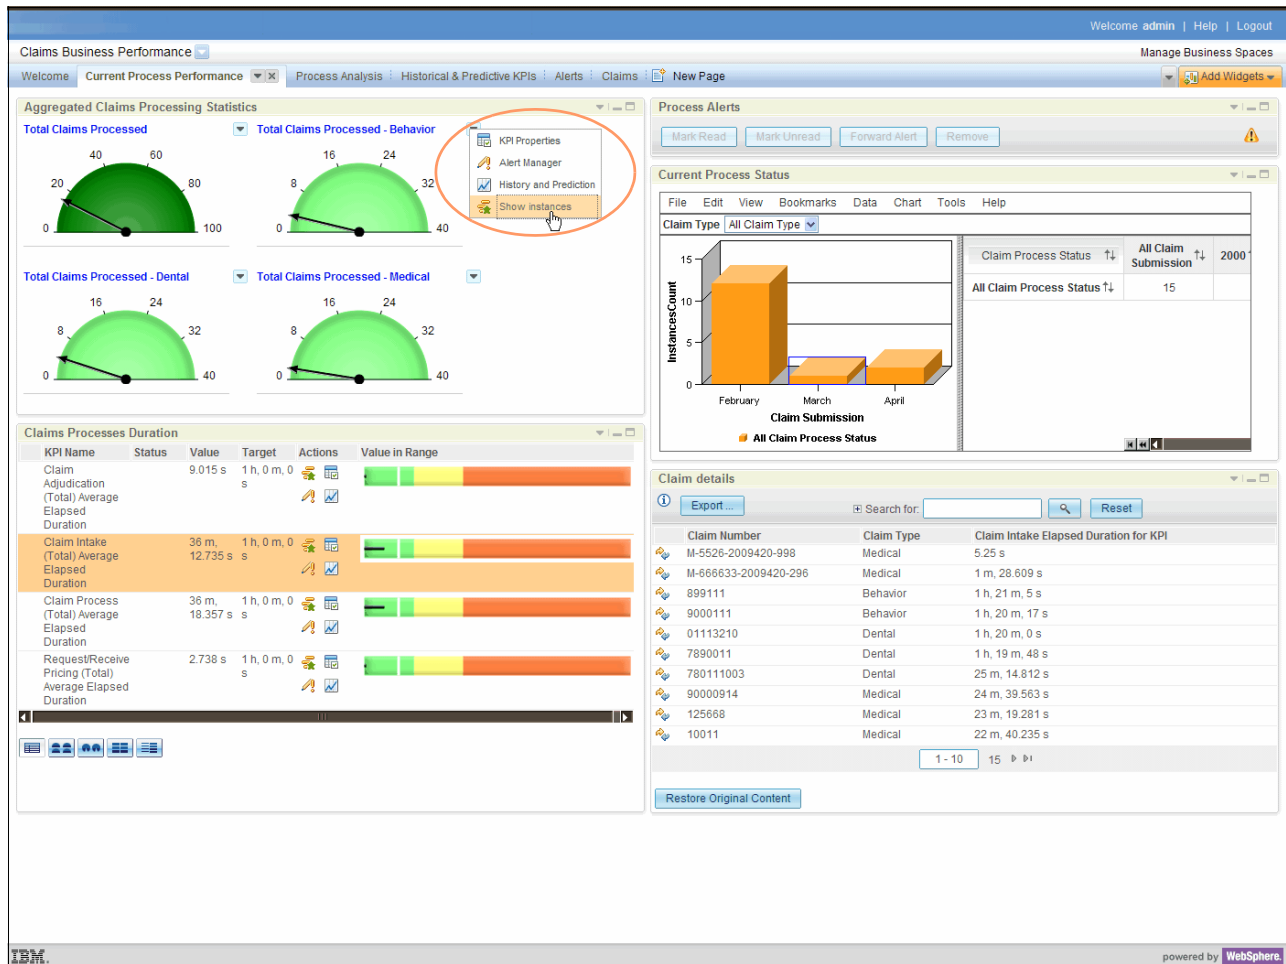 Welcome admin | Help | Logout
Claims Business Performance
Manage Business Spaces
Welcome Current Process Performance Process Analysis Historical & Predictive KPIs Alerts Claims New Page Add Widgets
Aggregated Claims Processing Statistics
Total Claims Processed
0 20 40 60 80 100
Total Claims Processed - Behavior
0 8 16 24 32 40
KPI Properties
Alert Manager
History and Prediction
Show instances
Total Claims Processed - Dental
0 8 16 24 32 40
Total Claims Processed - Medical
0 8 16 24 32 40
Claims Processes Duration
KPI Name Status Value Target Actions Value in Range
Claim 9.015 s 1 h, 0 m, 0
Adjudication s
(Total) Average
Elapsed
Duration
Claim Intake 36 m, 1 h, 0 m, 0
(Total) Average 12.735 s s
Elapsed
Duration
Claim Process 36 m, 1 h, 0 m, 0
(Total) Average 18.357 s s
Elapsed
Duration
Request/Receive 2.738 s 1 h, 0 m, 0
Pricing (Total) s
Average Elapsed
Duration
Process Alerts
Mark Read Mark Unread Forward Alert Remove
Current Process Status
File Edit View Bookmarks Data Chart Tools Help
Claim Type All Claim Type
InstancesCount
15
10
5
0
February March April
Claim Submission
All Claim Process Status
Claim Process Status All Claim Submission 2000
All Claim Process Status 15
Claim details
Export ... Search for: Reset
Claim Number Claim Type Claim Intake Elapsed Duration for KPI
M-5526-2009420-998 Medical 5.25 s
M-666633-2009420-296 Medical 1 m, 28.609 s
899111 Behavior 1 h, 21 m, 5 s
9000111 Behavior 1 h, 20 m, 17 s
01113210 Dental 1 h, 20 m, 0 s
7890011 Dental 1 h, 19 m, 48 s
780111003 Dental 25 m, 14.812 s
90000914 Medical 24 m, 39.563 s
125668 Medical 23 m, 19.281 s
10011 Medical 22 m, 40.235 s
1 - 10 15
Restore Original Content
IBM.
powered by WebSphere.